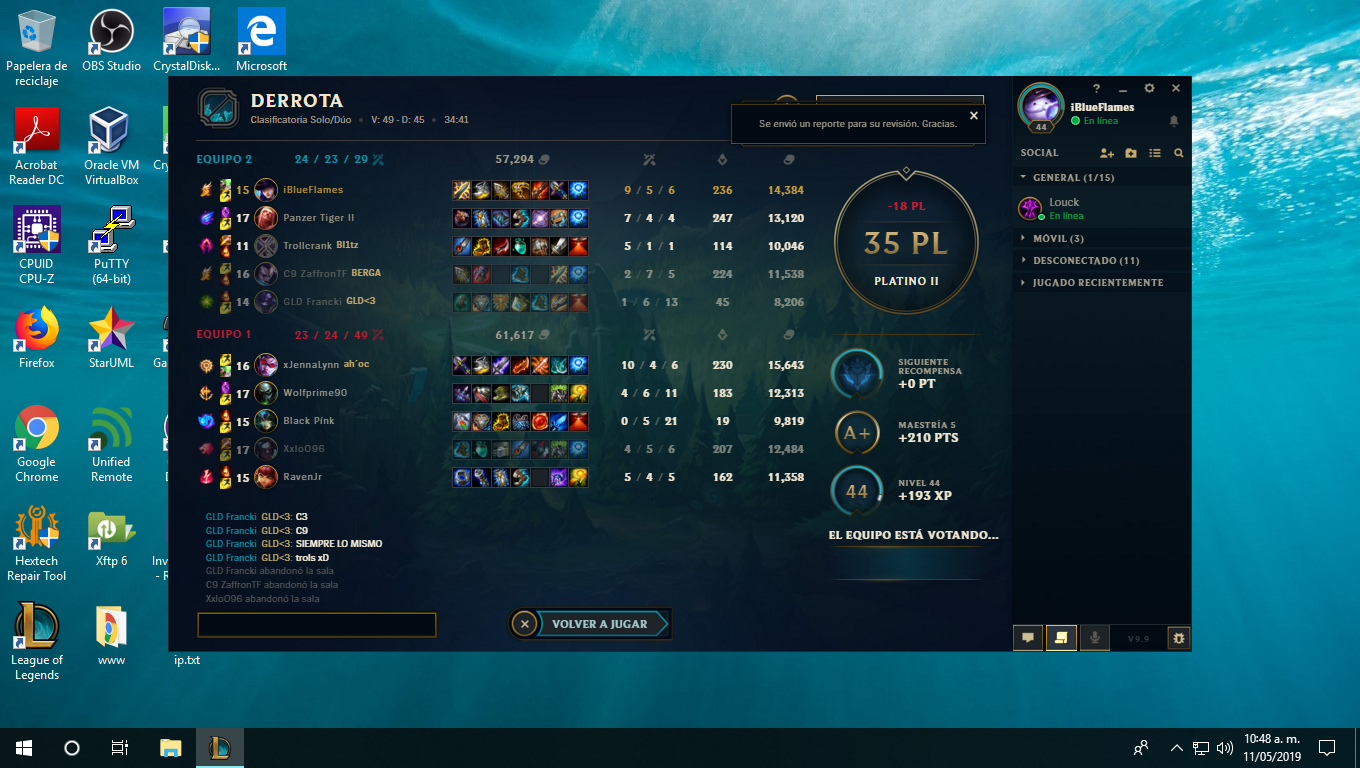 Papelera de
reciclaje
OBS Studio
CrystalDisk...
Microsoft
Acrobat
Reader DC
Oracle VM
VirtualBox
Cry
CPUID
CPU-Z
PuTTY
(64-bit)
Firefox
StarUML
Ga
Google
Chrome
Unified
Remote
D
Hextech
Repair Tool
Xftp 6
Inv
- R
League of
Legends
www
ip.txt
DERROTA
Clasificatoria Solo/Dúo • V: 49 - D: 45 • 34:41
Se envió un reporte para su revisión. Gracias.
EQUIPO 2 24 / 23 / 29 57,294
15 iBlueFlames 9 / 5 / 6 236 14,384
17 Panzer Tiger II 7 / 4 / 4 247 13,120
11 Trollcrank Bl1tz 5 / 1 / 1 114 10,046
16 C9 ZaffronTF BERGA 2 / 7 / 5 224 11,538
14 GLD Francki GLD<3 1 / 6 / 13 45 8,206
EQUIPO 1 23 / 24 / 49 61,617
16 xJennaLynn ah´oc 10 / 4 / 6 230 15,643
17 Wolfprime90 4 / 6 / 11 183 12,313
15 Black Pínk 0 / 5 / 21 19 9,819
17 XxloO96 4 / 5 / 6 207 12,484
15 RavenJr 5 / 4 / 5 162 11,358
GLD Francki GLD<3: C3
GLD Francki GLD<3: C9
GLD Francki GLD<3: SIEMPRE LO MISMO
GLD Francki GLD<3: trols xD
GLD Francki abandonó la sala
C9 ZaffronTF abandonó la sala
XxloO96 abandonó la sala
VOLVER A JUGAR
-18 PL
35 PL
PLATINO II
SIGUIENTE
RECOMPENSA
+0 PT
A+
MAESTRÍA 5
+210 PTS
44
NIVEL 44
+193 XP
EL EQUIPO ESTÁ VOTANDO...
iBlueFlames
En línea
44
SOCIAL
GENERAL (1/15)
Louck
En línea
MÓVIL (3)
DESCONECTADO (11)
JUGADO RECIENTEMENTE
V9.9
10:48 a. m.
11/05/2019